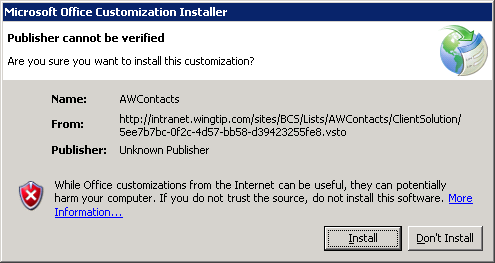 Microsoft Office Customization Installer
Publisher cannot be verified
Are you sure you want to install this customization?
Name: AWContacts
From: http://intranet.wingtip.com/sites/BCS/Lists/AWContacts/ClientSolution/
5ee7b7bc-0f2c-4d57-bb58-d39423255fe8.vsto
Publisher: Unknown Publisher
While Office customizations from the Internet can be useful, they can potentially
harm your computer. If you do not trust the source, do not install this software. More
Information...
Install Don't Install